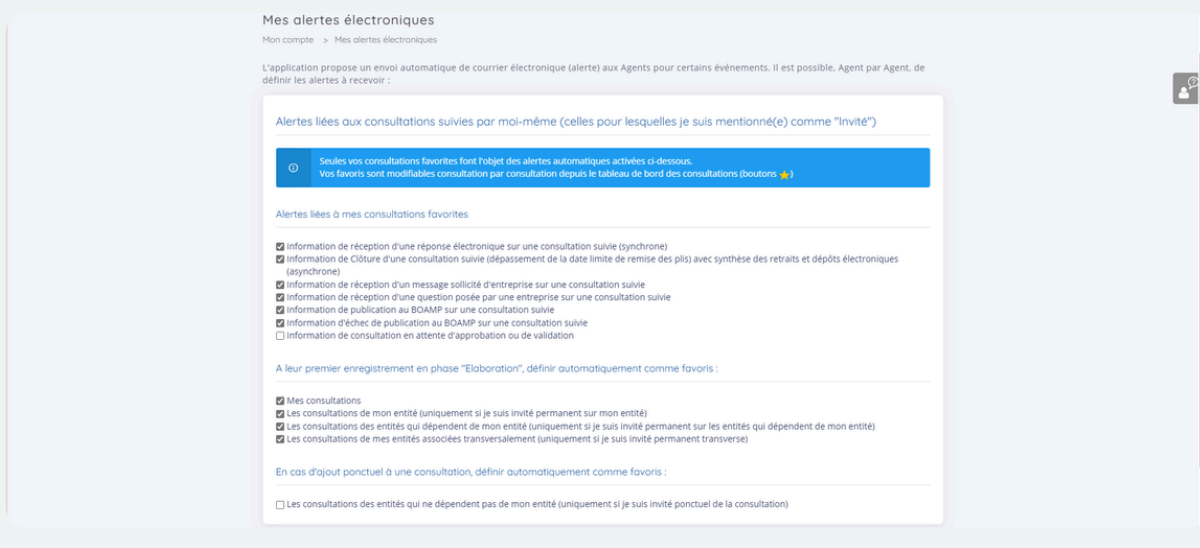 Mes alertes électroniques
Mon compte > Mes alertes électroniques
L'application propose un envoi automatique de courrier électronique (alerte) aux Agents pour certains événements. Il est possible, Agent par Agent, de
définir les alertes à recevoir :
Alertes liées aux consultations suivies par moi-même (celles pour lesquelles je suis mentionné(e) comme "Invité")
Seules vos consultations favorites font l'objet des alertes automatiques activées ci-dessous.
Vos favoris sont modifiables consultation par consultation depuis le tableau de bord des consultations (boutons ⭐)
Alertes liées à mes consultations favorites
Information de réception d'une réponse électronique sur une consultation suivie (synchrone)
Information de Clôture d'une consultation suivie (dépassement de la date limite de remise des plis) avec synthèse des retraits et dépôts électroniques
(asynchrone)
Information de réception d'un message sollicité d'entreprise sur une consultation suivie
Information de réception d'une question posée par une entreprise sur une consultation suivie
Information de publication au BOAMP sur une consultation suivie
Information d'échec de publication au BOAMP sur une consultation suivie
Information de consultation en attente d'approbation ou de validation
A leur premier enregistrement en phase "Elaboration", définir automatiquement comme favoris :
Mes consultations
Les consultations de mon entité (uniquement si je suis invité permanent sur mon entité)
Les consultations des entités qui dépendent de mon entité (uniquement si je suis invité permanent sur les entités qui dépendent de mon entité)
Les consultations de mes entités associées transversalement (uniquement si je suis invité permanent transverse)
En cas d'ajout ponctuel à une consultation, définir automatiquement comme favoris :
Les consultations des entités qui ne dépendent pas de mon entité (uniquement si je suis invité ponctuel de la consultation)